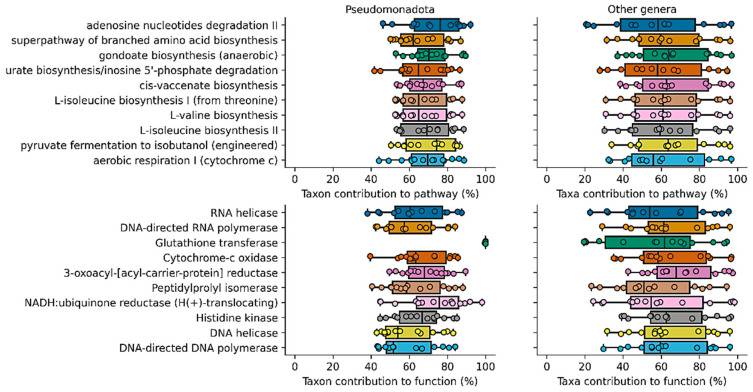 Pseudomonadota
Other genera
adenosine nucleotides degradation II
superpathway of branched amino acid biosynthesis
gondoate biosynthesis (anaerobic)
urate biosynthesis/inosine 5'-phosphate degradation
cis-vaccenate biosynthesis
L-isoleucine biosynthesis I (from threonine)
L-valine biosynthesis
L-isoleucine biosynthesis II
pyruvate fermentation to isobutanol (engineered)
aerobic respiration I (cytochrome c)
0 20 40 60 80 100
0 20 40 60 80 100
Taxon contribution to pathway (%)
Taxa contribution to pathway (%)
RNA helicase
DNA-directed RNA polymerase
Glutathione transferase
Cytochrome-c oxidase
3-oxoacyl-[acyl-carrier-protein] reductase
Peptidylprolyl isomerase
NADH:ubiquinone reductase (H(+)-translocating)
Histidine kinase
DNA helicase
DNA-directed DNA polymerase
0 20 40 60 80 100
0 20 40 60 80 100
Taxon contribution to function (%)
Taxa contribution to function (%)